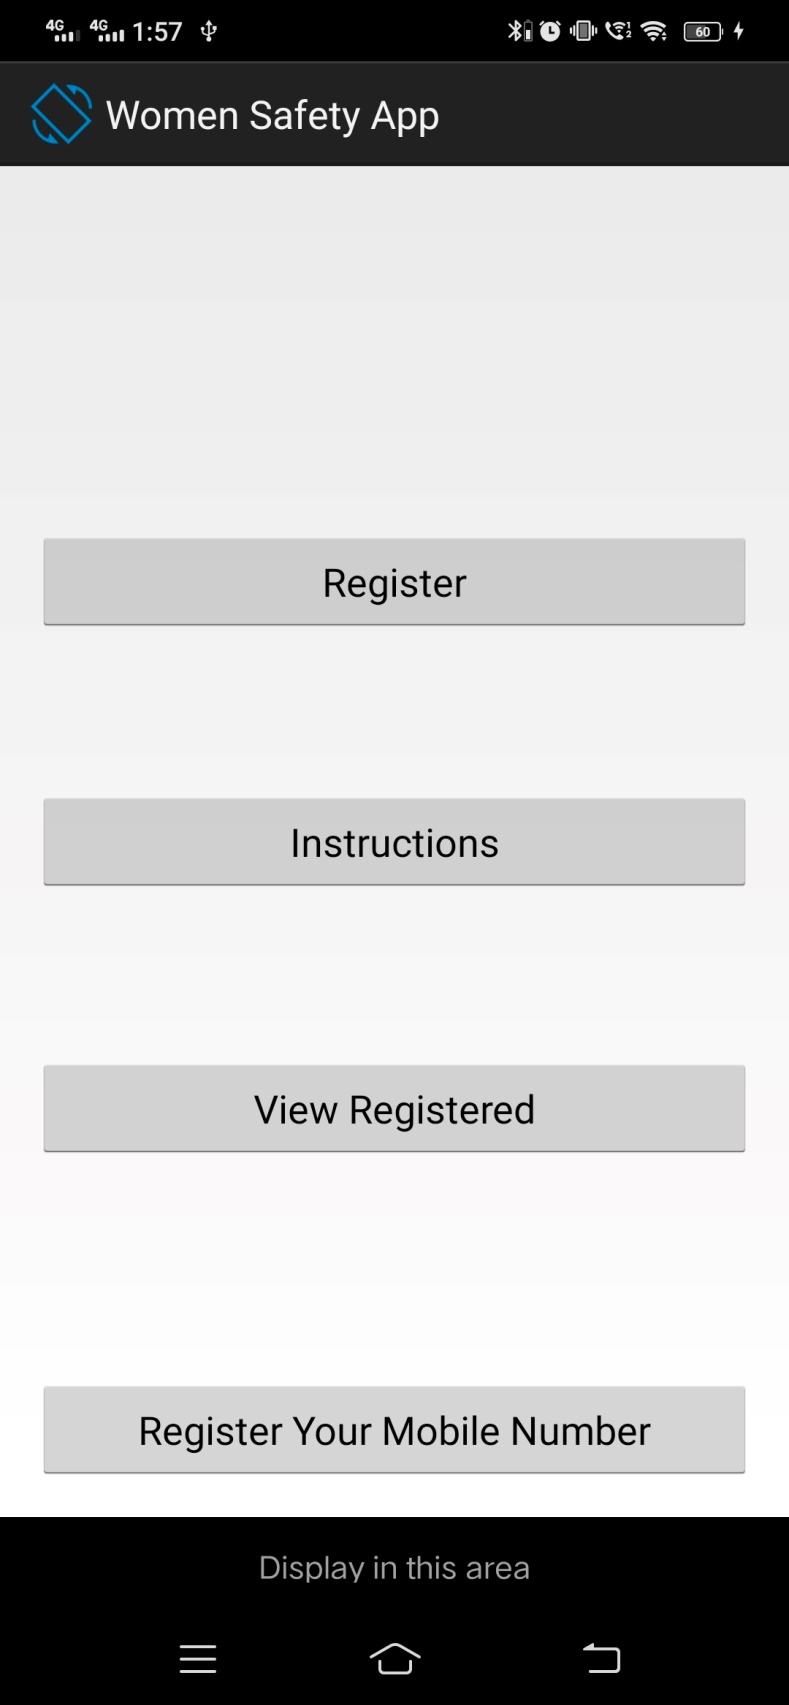 4G 4G 1:57 60
Women Safety App
Register
Instructions
View Registered
Register Your Mobile Number
Display in this area